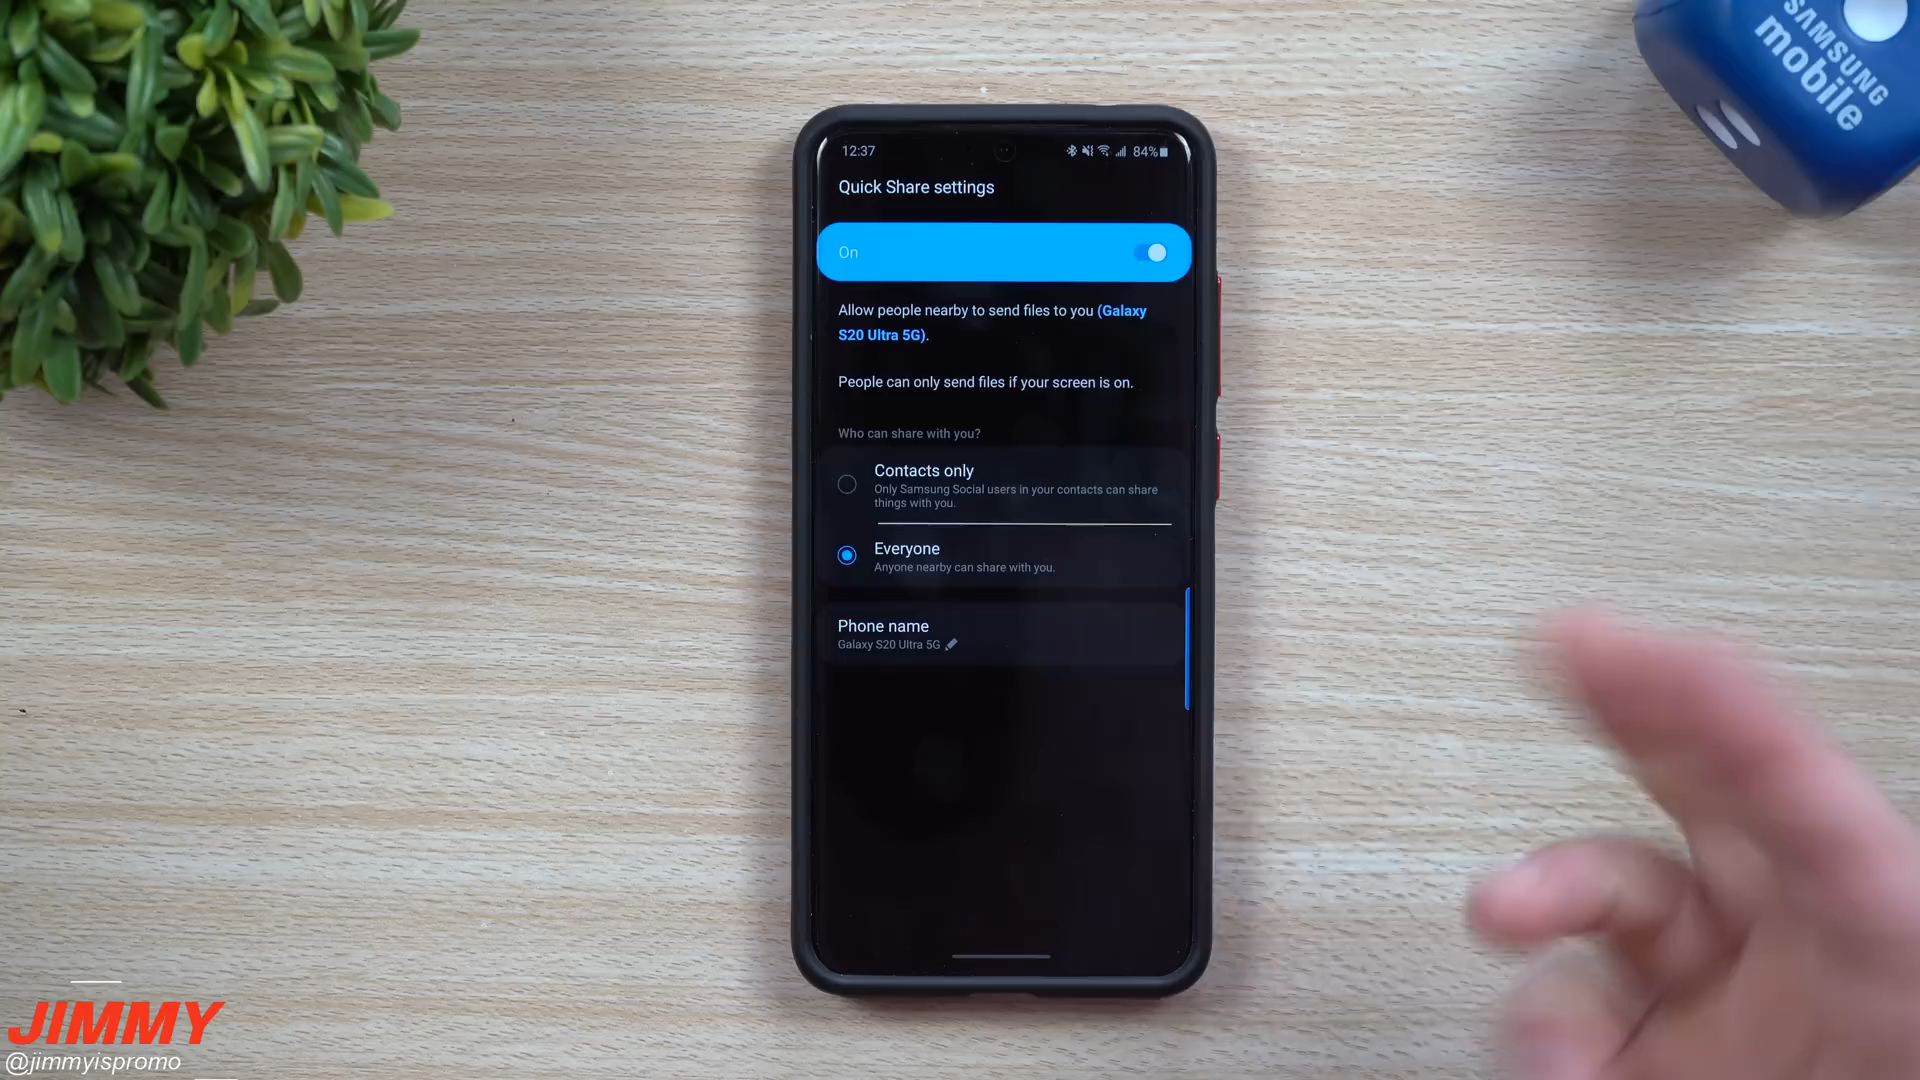 SAMSUNG
mobile
12:37
84%
Quick Share settings
On
Allow people nearby to send files to you (Galaxy
S20 Ultra 5G).
People can only send files if your screen is on.
Who can share with you?
Contacts only
Only Samsung Social users in your contacts can share
things with you.
Everyone
Anyone nearby can share with you.
Phone name
Galaxy S20 Ultra 5G
JIMMY
@jimmyispromo